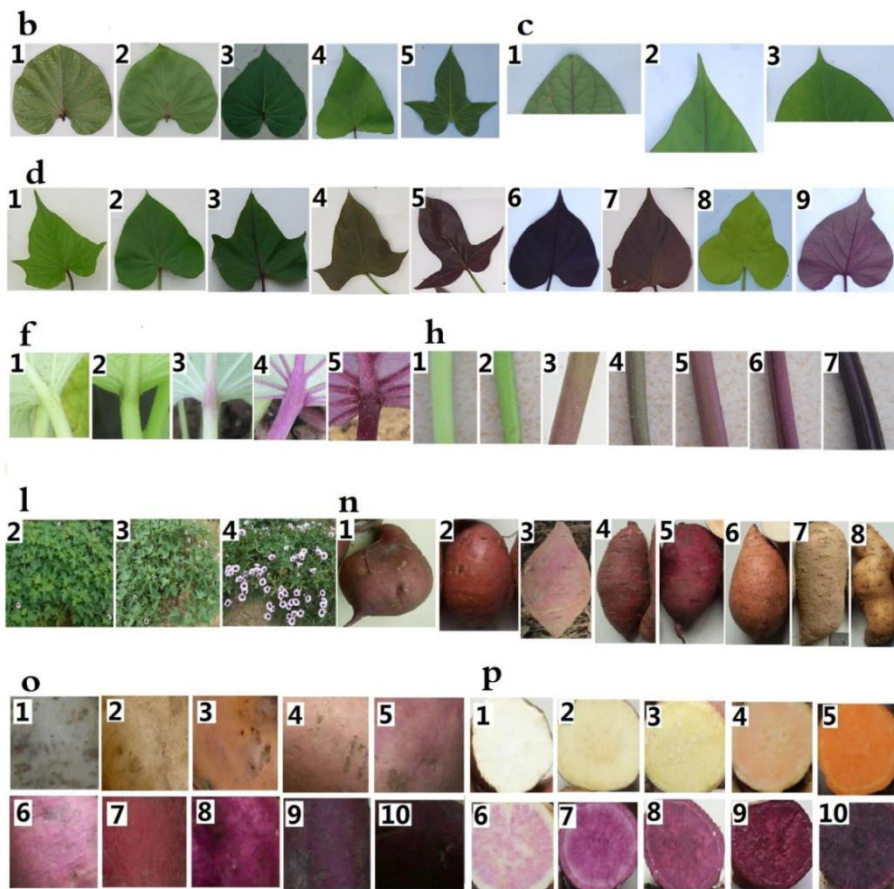 b c
1 2 3 4 5 1 2 3
d
1 2 3 4 5 6 7 8 9
f h
1 2 3 4 5 1 2 3 4 5 6 7
l n
2 3 4 1 2 3 4 5 6 7 8
o p
1 2 3 4 5 1 2 3 4 5
6 7 8 9 10 6 7 8 9 10